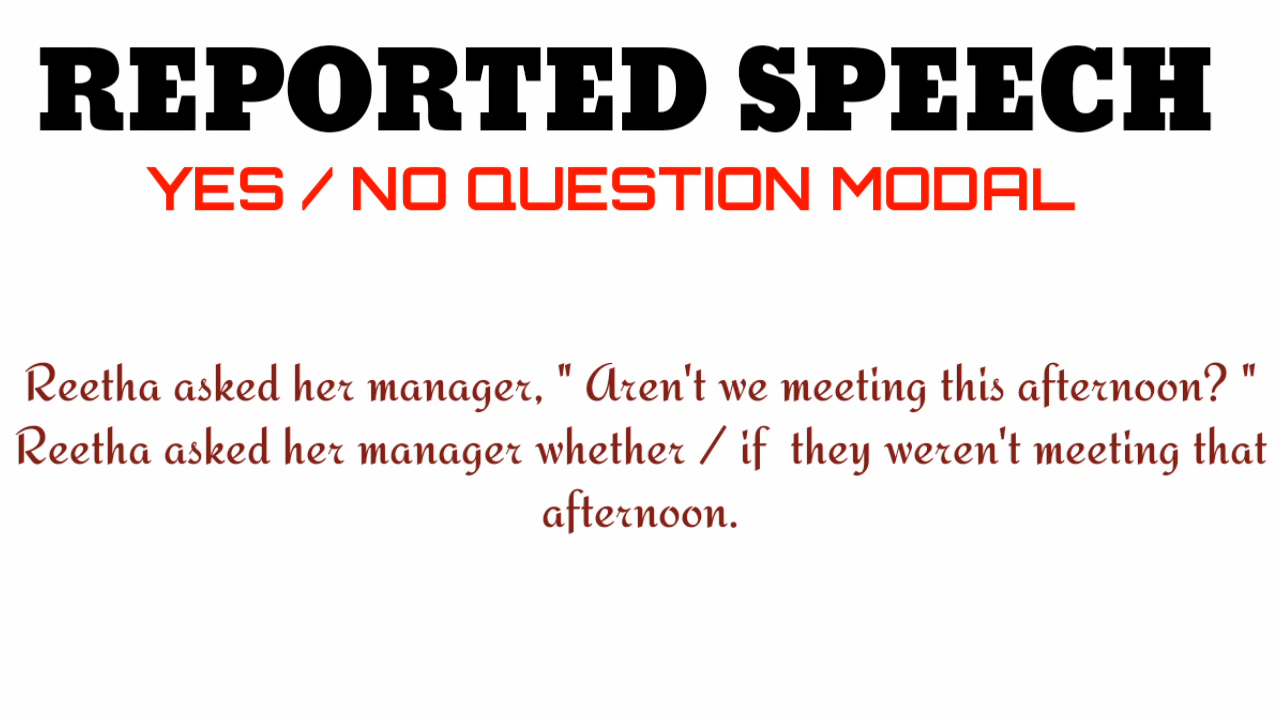 REPORTED SPEECH
YES / NO QUESTION MODAL
Reetha asked her manager, " Aren't we meeting this afternoon? "
Reetha asked her manager whether / if they weren't meeting that
afternoon.